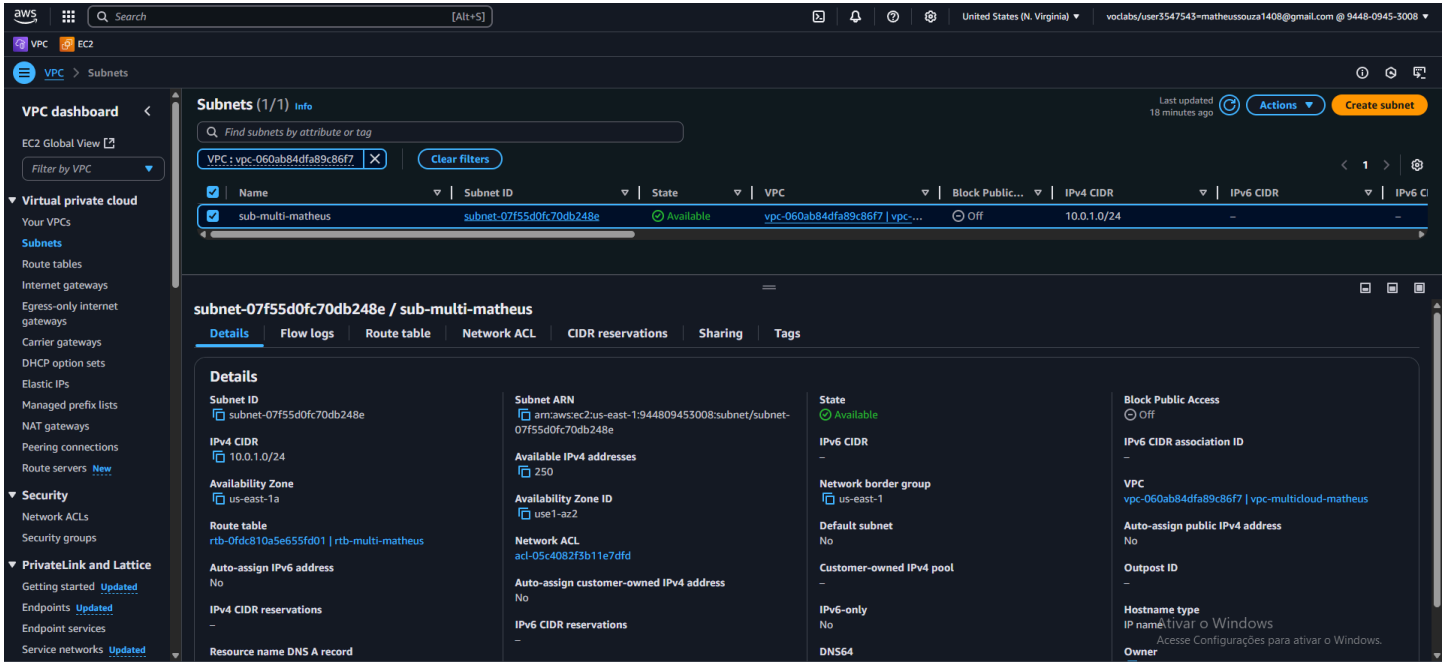 aws Search [Alt+S] United States (N. Virginia) voclabs/user3547543=matheussouza1408@gmail.com @ 9448-0945-3008
VPC EC2
VPC > Subnets
VPC dashboard
EC2 Global View
Filter by VPC
Virtual private cloud
Your VPCs
Subnets
Route tables
Internet gateways
Egress-only internet
gateways
Carrier gateways
DHCP option sets
Elastic IPs
Managed prefix lists
NAT gateways
Peering connections
Route servers New
Security
Network ACLs
Security groups
PrivateLink and Lattice
Getting started Updated
Endpoints Updated
Endpoint services
Service networks Updated
Subnets (1/1) Info
Last updated
18 minutes ago
Actions
Create subnet
Find subnets by attribute or tag
VPC : vpc-060ab84dfa89c86f7
Clear filters
1
Name Subnet ID State VPC Block Public... IPv4 CIDR IPv6 CIDR IPv6 CI
sub-multi-matheus subnet-07f55d0fc70db248e Available vpc-060ab84dfa89c86f7 | vpc-... Off 10.0.1.0/24 – –
subnet-07f55d0fc70db248e / sub-multi-matheus
Details Flow logs Route table Network ACL CIDR reservations Sharing Tags
Details
Subnet ID
subnet-07f55d0fc70db248e
IPv4 CIDR
10.0.1.0/24
Availability Zone
us-east-1a
Route table
rtb-0fdc810a5e655fd01 | rtb-multi-matheus
Auto-assign IPv6 address
No
IPv4 CIDR reservations
–
Resource name DNS A record
Subnet ARN
arn:aws:ec2:us-east-1:944809453008:subnet/subnet-
07f55d0fc70db248e
Available IPv4 addresses
250
Availability Zone ID
use1-az2
Network ACL
acl-05c4082f3b11e7dfd
Auto-assign customer-owned IPv4 address
No
IPv6 CIDR reservations
–
State
Available
IPv6 CIDR
–
Network border group
us-east-1
Default subnet
No
Customer-owned IPv4 pool
–
IPv6-only
No
DNS64
Block Public Access
Off
IPv6 CIDR association ID
–
VPC
vpc-060ab84dfa89c86f7 | vpc-multicloud-matheus
Auto-assign public IPv4 address
No
Outpost ID
–
Hostname type
IP name
Owner
Ativar o Windows
Acesse Configurações para ativar o Windows.